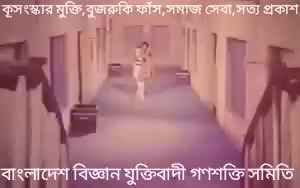 কূসংস্কার মুক্তি,বুজরুকি ফাঁস,সমাজ সেবা,সত্য প্রকাশ
বাংলাদেশ বিজ্ঞান যুক্তিবাদী গণশক্তি সমিতি